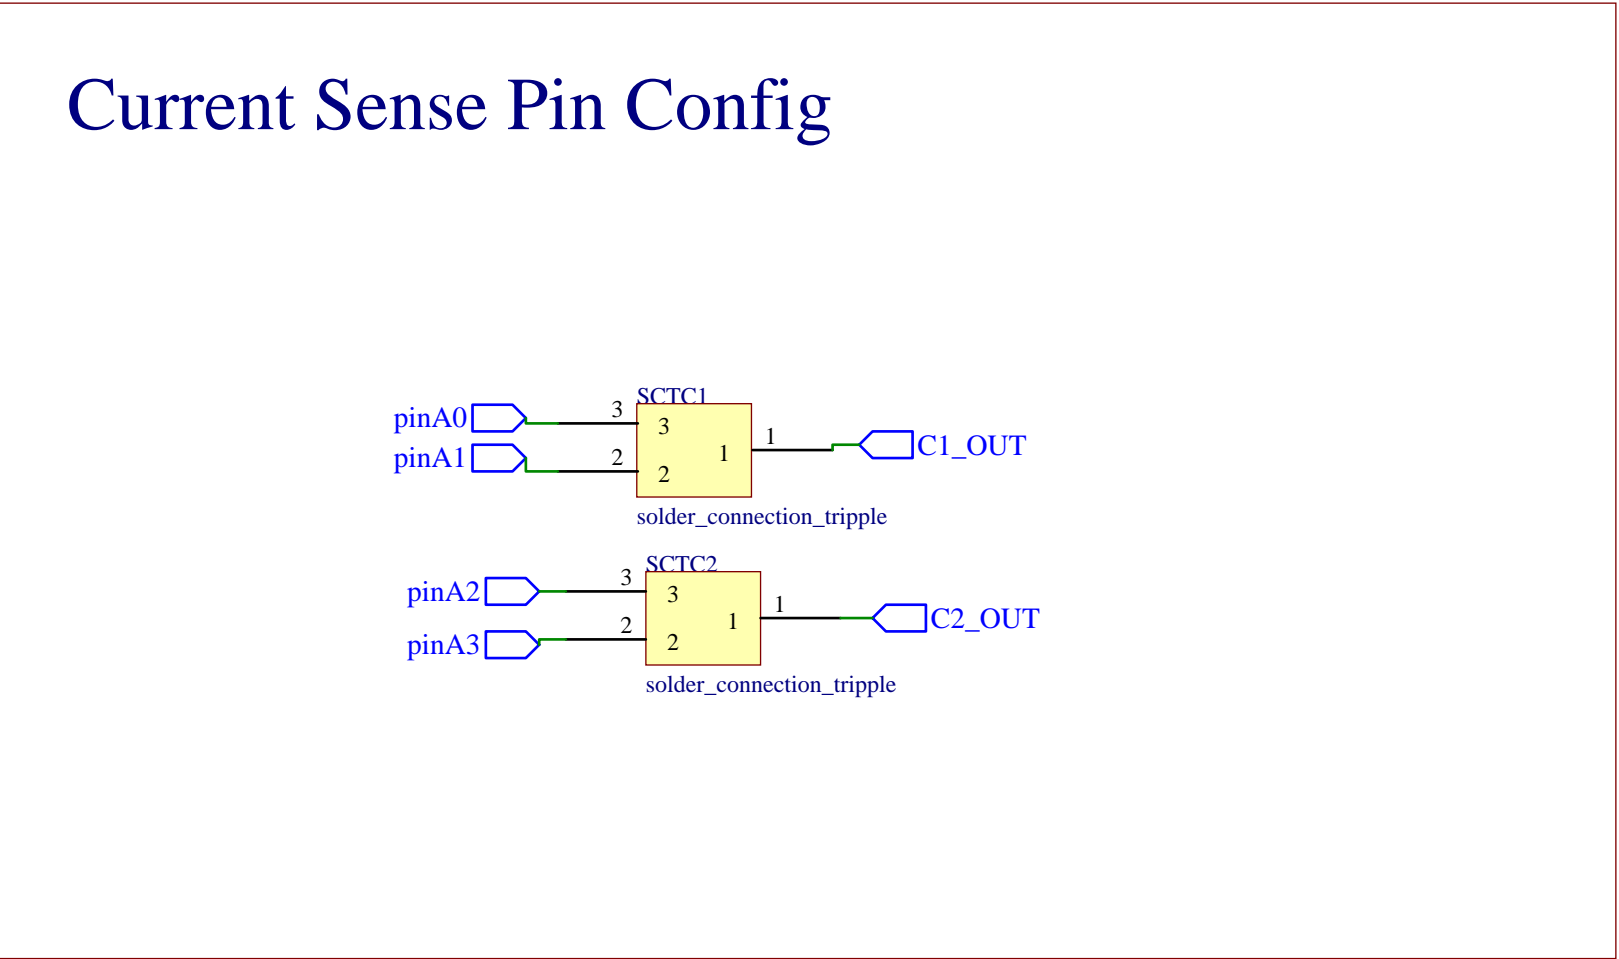 Current Sense Pin Config
SCTC1
pinA0 3 3
1 1 C1_OUT
pinA1 2 2
solder_connection_tripple
SCTC2
pinA2 3 3
1 1 C2_OUT
pinA3 2 2
solder_connection_tripple